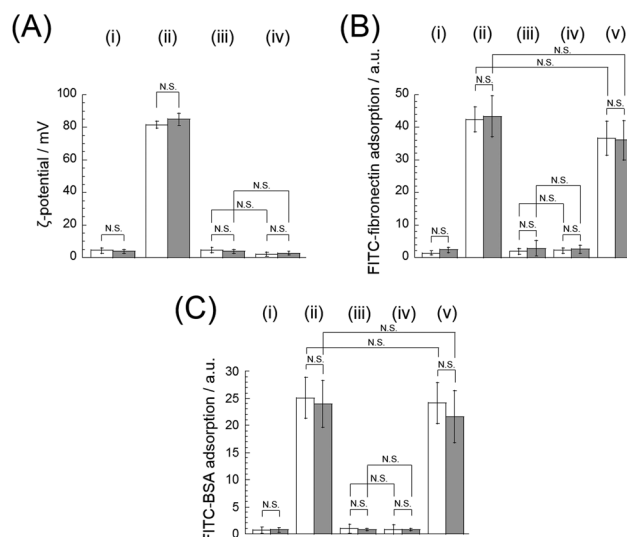 (A)
(i) (ii) (iii) (iv)
ζ-potential / mV
100
80
60
40
20
0
N.S.
N.S.
N.S.
N.S.
N.S.
N.S.
(B)
(i) (ii) (iii) (iv) (v)
FITC-fibronectin adsorption / a.u.
50
40
30
20
10
0
N.S.
N.S.
N.S.
N.S.
N.S.
N.S.
N.S.
N.S.
N.S.
(C)
(i) (ii) (iii) (iv) (v)
FITC-BSA adsorption / a.u.
30
25
20
15
10
5
0
N.S.
N.S.
N.S.
N.S.
N.S.
N.S.
N.S.
N.S.
N.S.